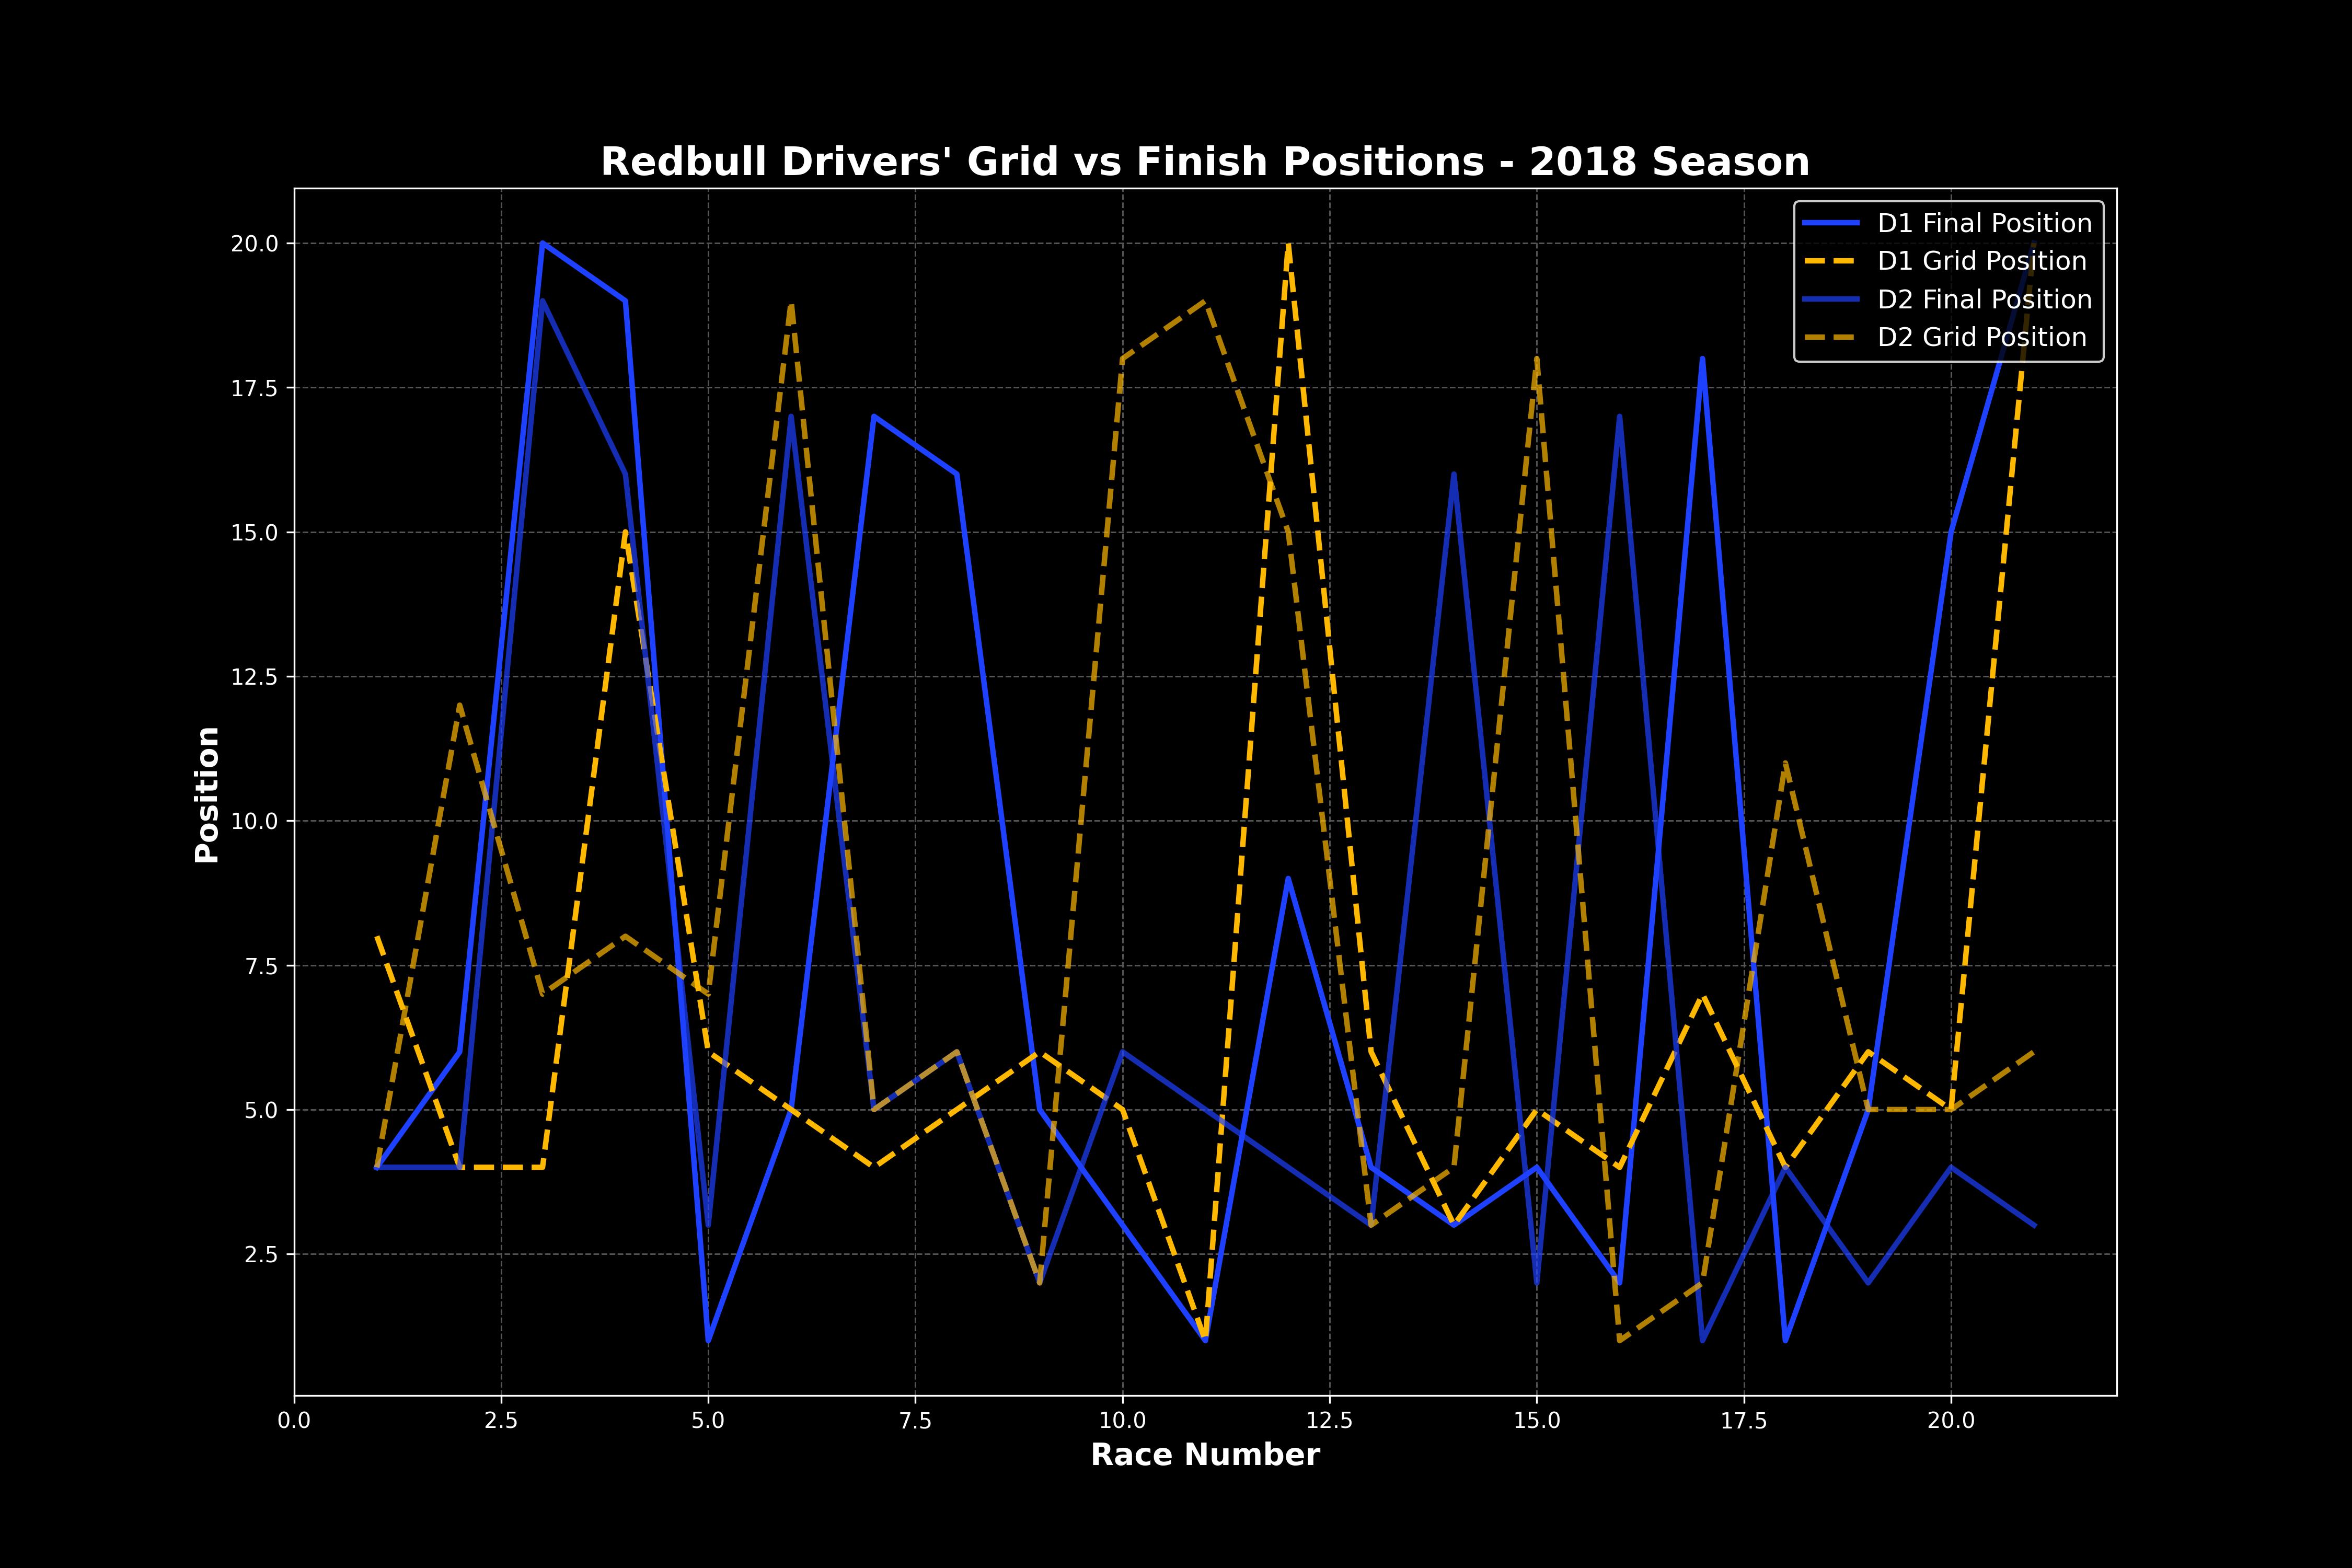 Redbull Drivers' Grid vs Finish Positions - 2018 Season
D1 Final Position
D1 Grid Position
D2 Final Position
D2 Grid Position
Position
20.0
17.5
15.0
12.5
10.0
7.5
5.0
2.5
0.0 2.5 5.0 7.5 10.0 12.5 15.0 17.5 20.0
Race Number